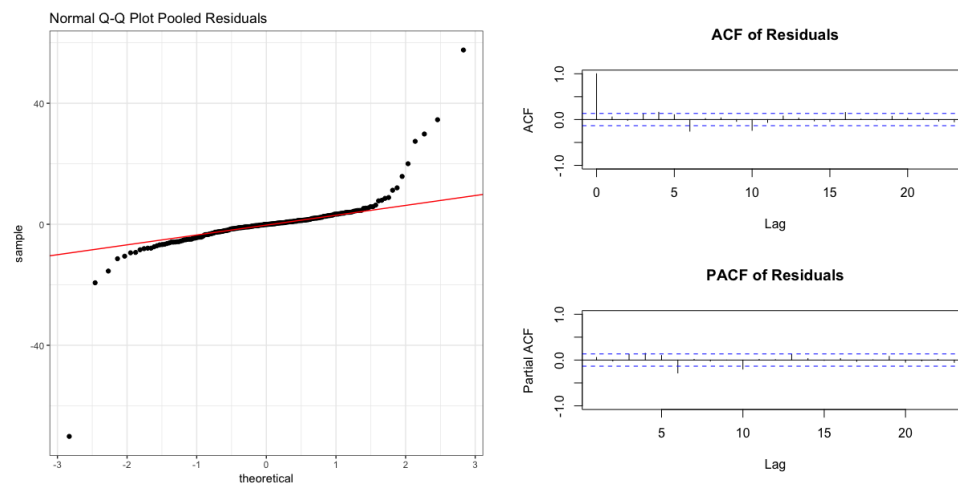 Normal Q-Q Plot Pooled Residuals
40
0
-40
sample
-3 -2 -1 0 1 2 3
theoretical
ACF of Residuals
1.0
0.0
-1.0
ACF
0 5 10 15 20
Lag
PACF of Residuals
1.0
0.0
-1.0
Partial ACF
5 10 15 20
Lag